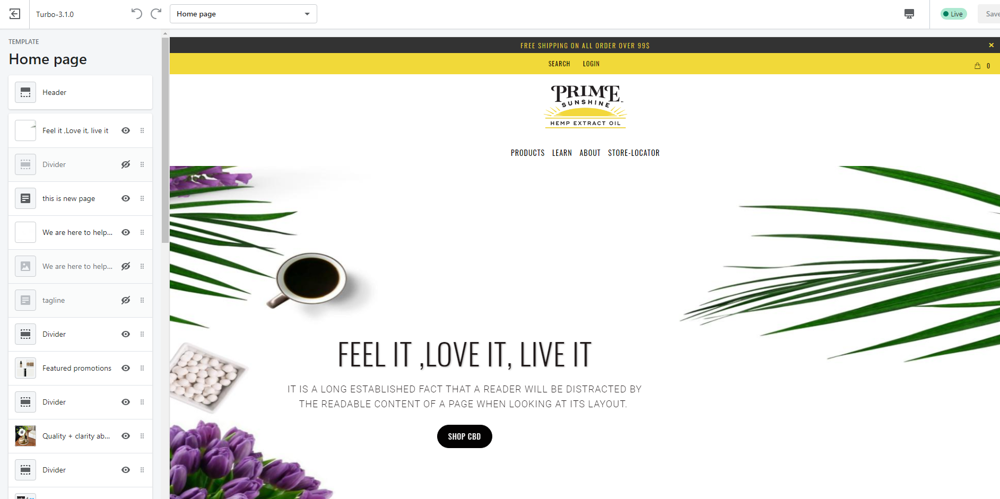 Turbo-3.1.0
Home page
Live
Save
TEMPLATE
Home page
Header
Feel it ,Love it, live it
Divider
this is new page
We are here to help...
We are here to help...
tagline
Divider
Featured promotions
Divider
Quality + clarity ab...
Divider
FREE SHIPPING ON ALL ORDER OVER 99$
SEARCH LOGIN
0
PRIME
SUNSHINE
HEMP EXTRACT OIL
PRODUCTS LEARN ABOUT STORE-LOCATOR
FEEL IT ,LOVE IT, LIVE IT
IT IS A LONG ESTABLISHED FACT THAT A READER WILL BE DISTRACTED BY
THE READABLE CONTENT OF A PAGE WHEN LOOKING AT ITS LAYOUT.
SHOP CBD